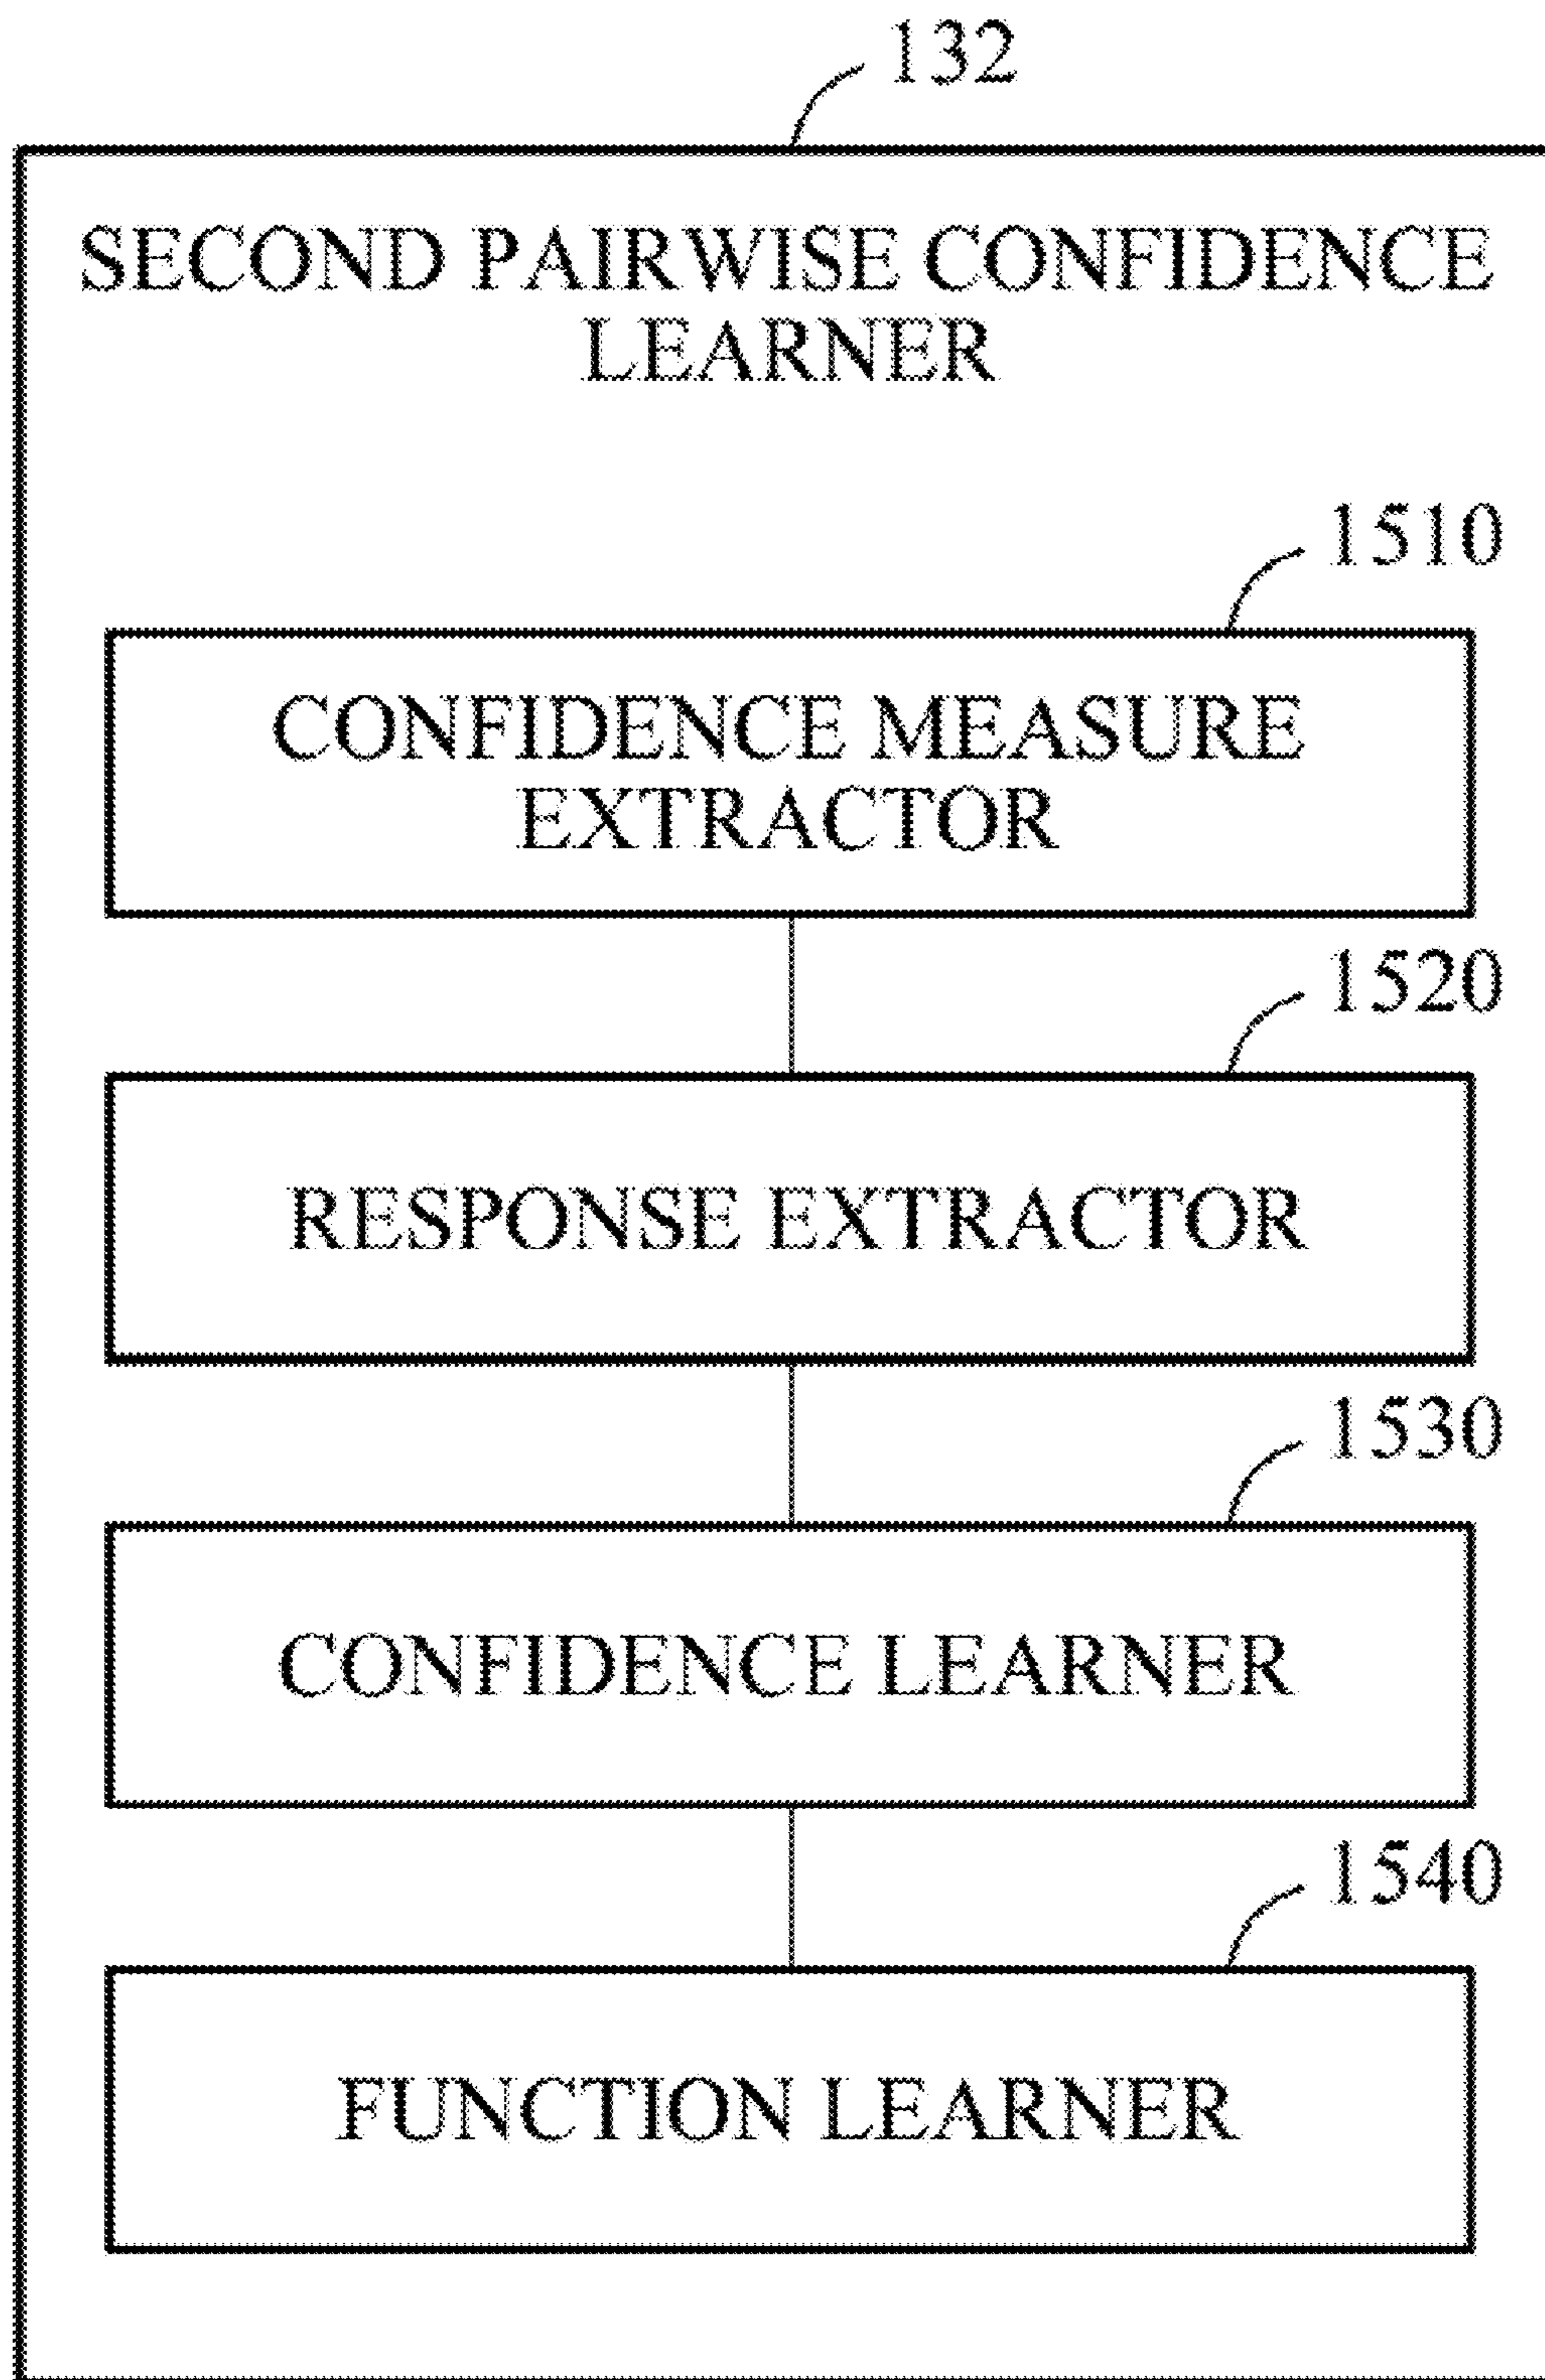 132
SECOND PAIRWISE CONFIDENCE
LEARNER
1510
CONFIDENCE MEASURE
EXTRACTOR
1520
RESPONSE EXTRACTOR
1530
CONFIDENCE LEARNER
1540
FUNCTION LEARNER